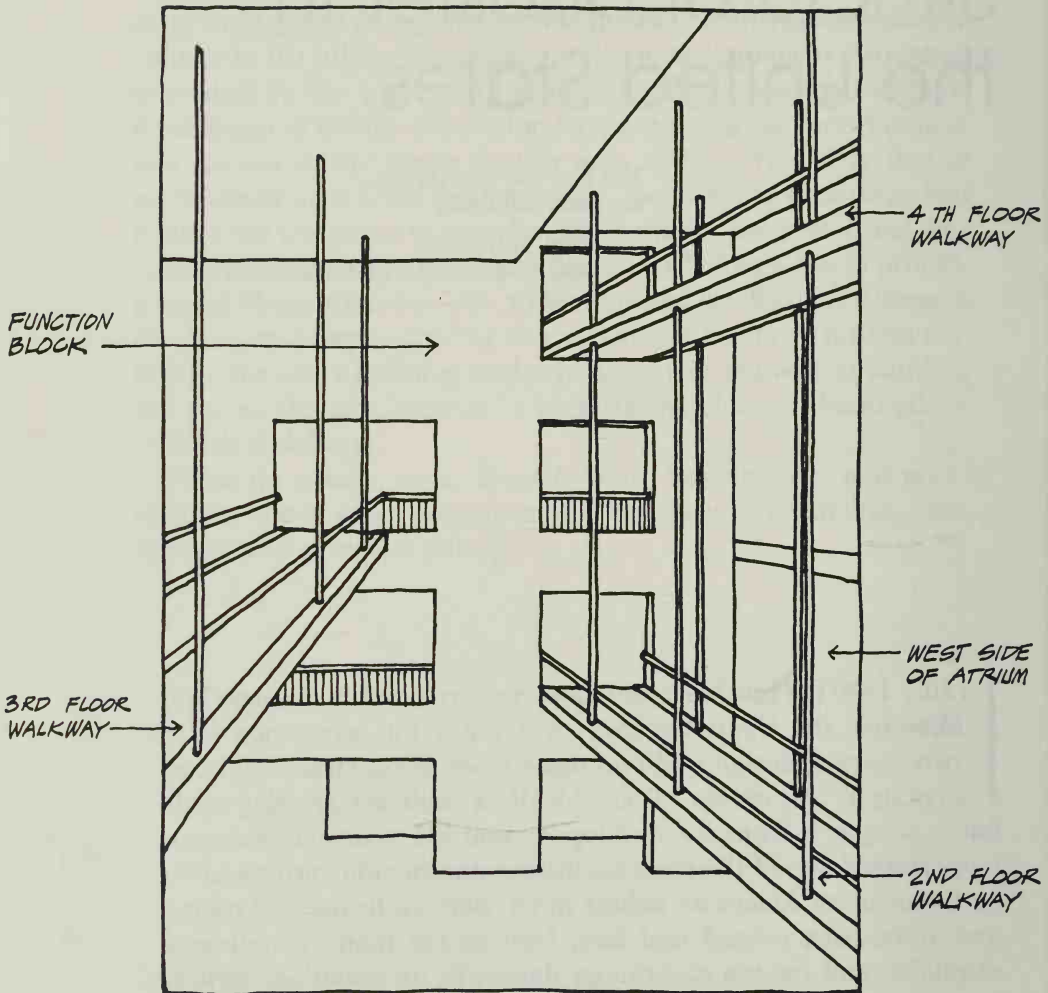 4 TH FLOOR
WALKWAY
FUNCTION
BLOCK
WEST SIDE
OF ATRIUM
3RD FLOOR
WALKWAY
2ND FLOOR
WALKWAY